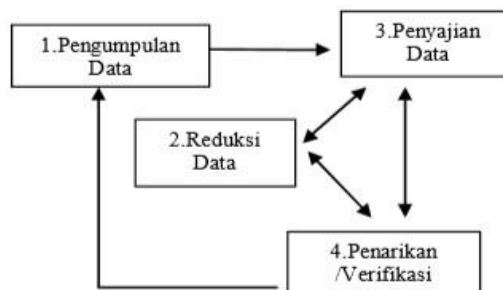 1.Pengumpulan
Data
3.Penyajian
Data
2.Reduksi
Data
4.Penarikan
/Verifikasi